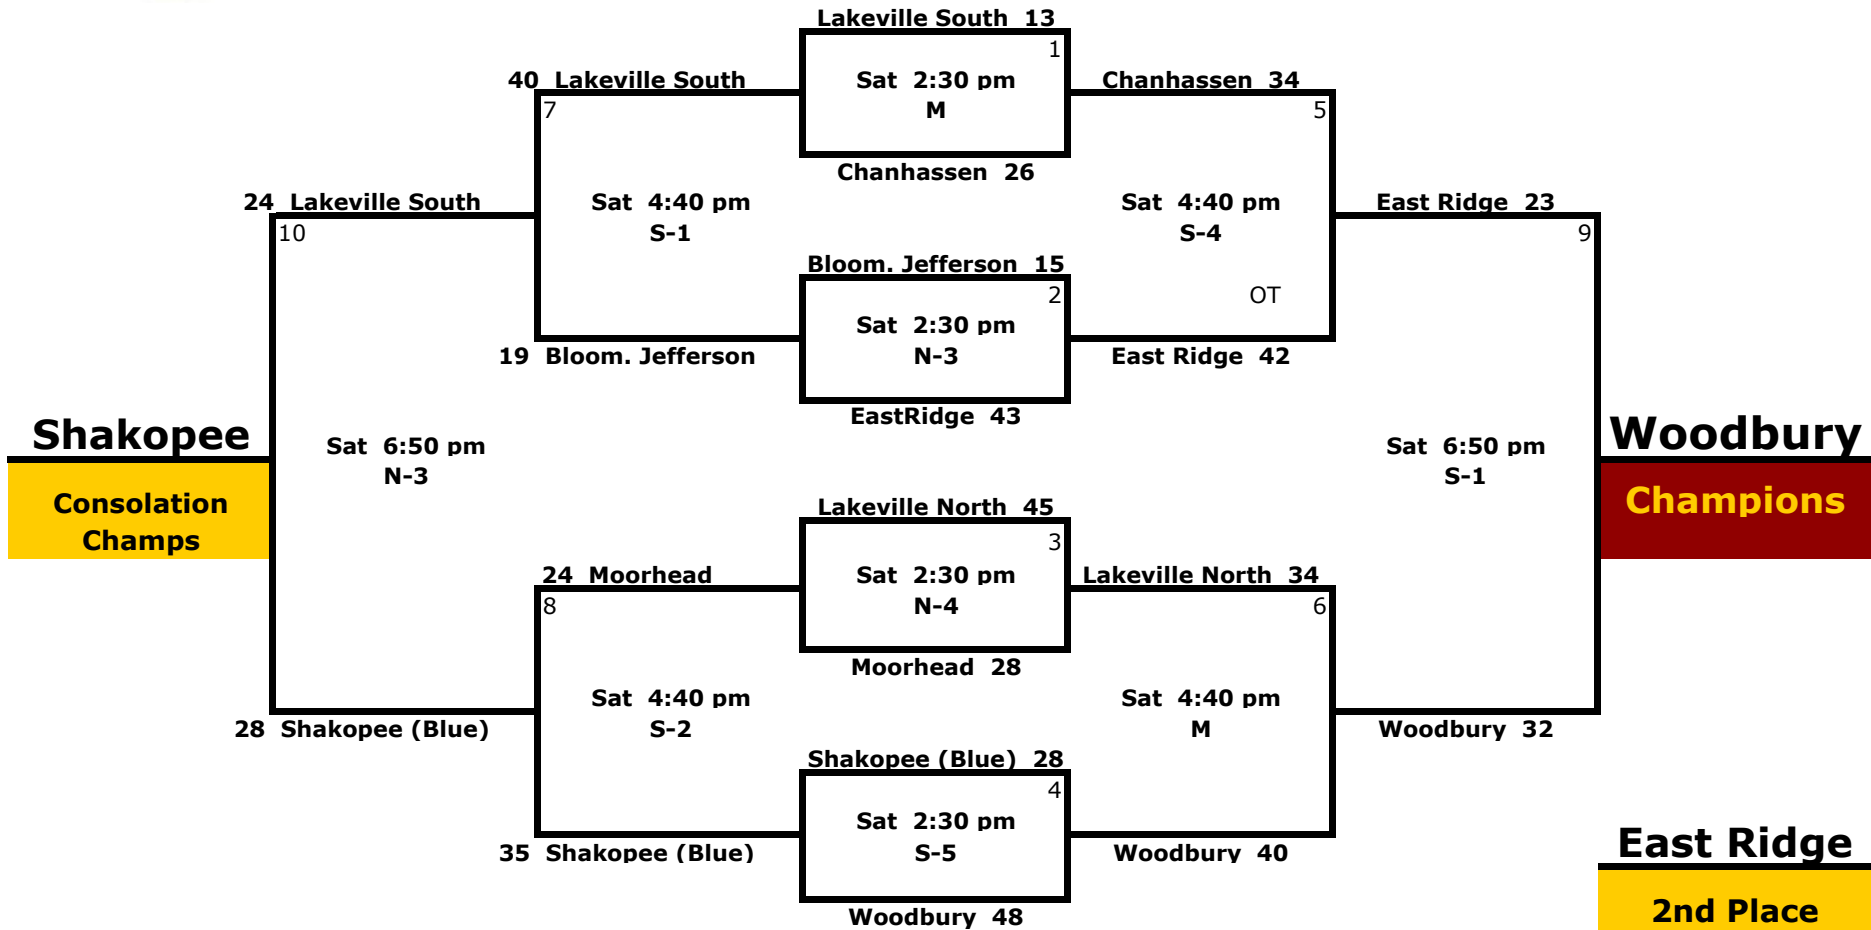 Lakeville South 13
1
40 Lakeville South
Sat 2:30 pm
Chanhassen 34
7
M
5
Chanhassen 26
24 Lakeville South
Sat 4:40 pm
Sat 4:40 pm
East Ridge 23
10
S-1
S-4
9
Bloom. Jefferson 15
2
OT
Sat 2:30 pm
19 Bloom. Jefferson
N-3
East Ridge 42
EastRidge 43
Shakopee
Sat 6:50 pm
Sat 6:50 pm
Woodbury
N-3
S-1
Consolation
Champs
Champions
Lakeville North 45
3
24 Moorhead
Sat 2:30 pm
Lakeville North 34
8
N-4
6
Moorhead 28
Sat 4:40 pm
Sat 4:40 pm
28 Shakopee (Blue)
S-2
M
Woodbury 32
Shakopee (Blue) 28
4
Sat 2:30 pm
35 Shakopee (Blue)
S-5
Woodbury 40
East Ridge
Woodbury 48
2nd Place